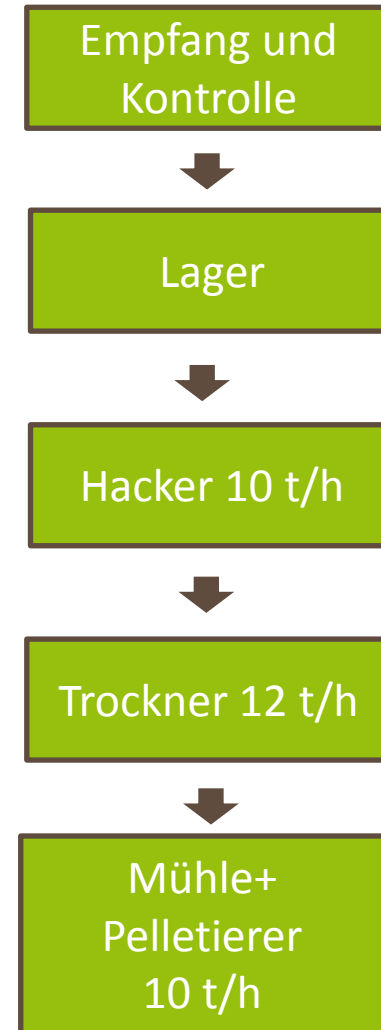 Empfang und
Kontrolle
Lager
Hacker 10 t/h
Trockner 12 t/h
Mühle+
Pelletierer
10 t/h